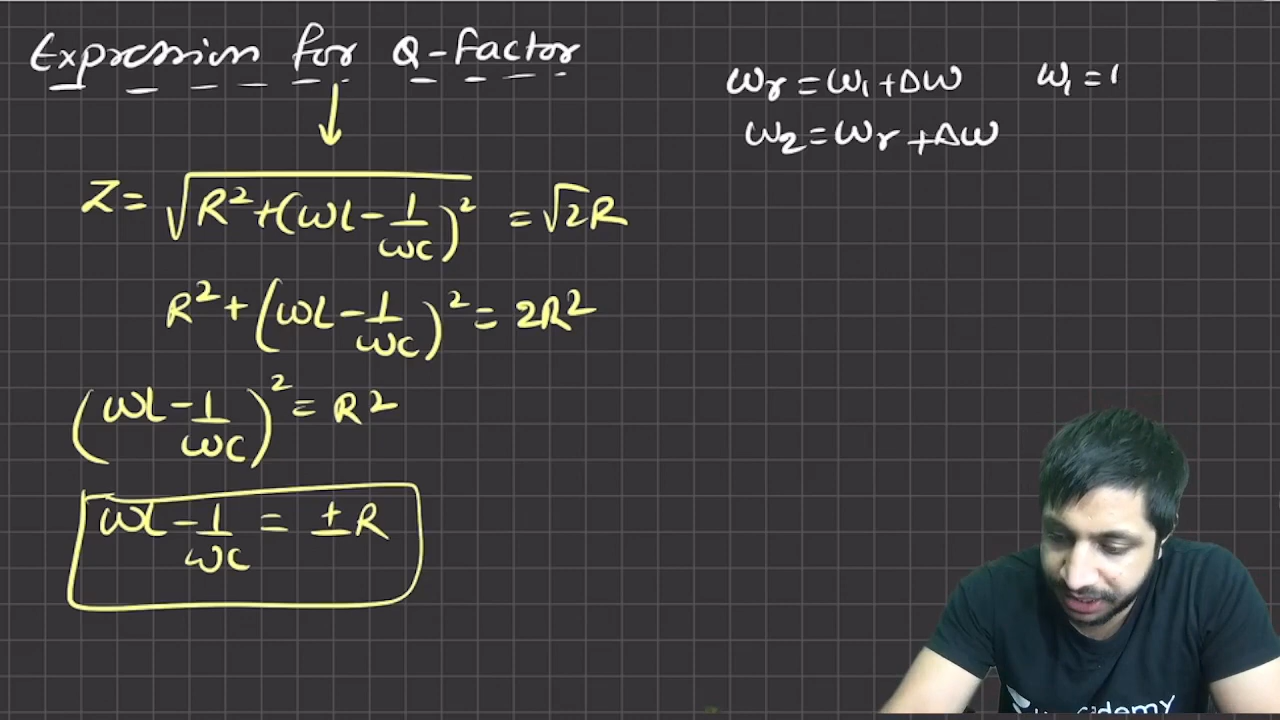 Expression for Q-Factor
Z = √R² + (ωL - 1/ωC)² = √2R
R² + (ωL - 1/ωC)² = 2R²
(ωL - 1/ωC)² = R²
ωL - 1/ωC = ±R
ωr = ω1 + Δω
ω1 =
ω2 = ωr + Δω